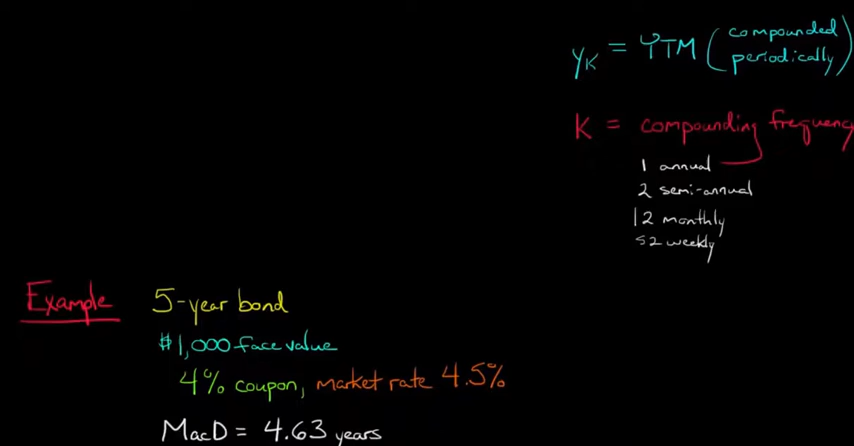 yK = YTM (compounded
periodically)
K = compounding frequency
1 annual
2 semi-annual
12 monthly
52 weekly
Example
5-year bond
$1,000 face value
4% coupon, market rate 4.5%
MacD = 4.63 years